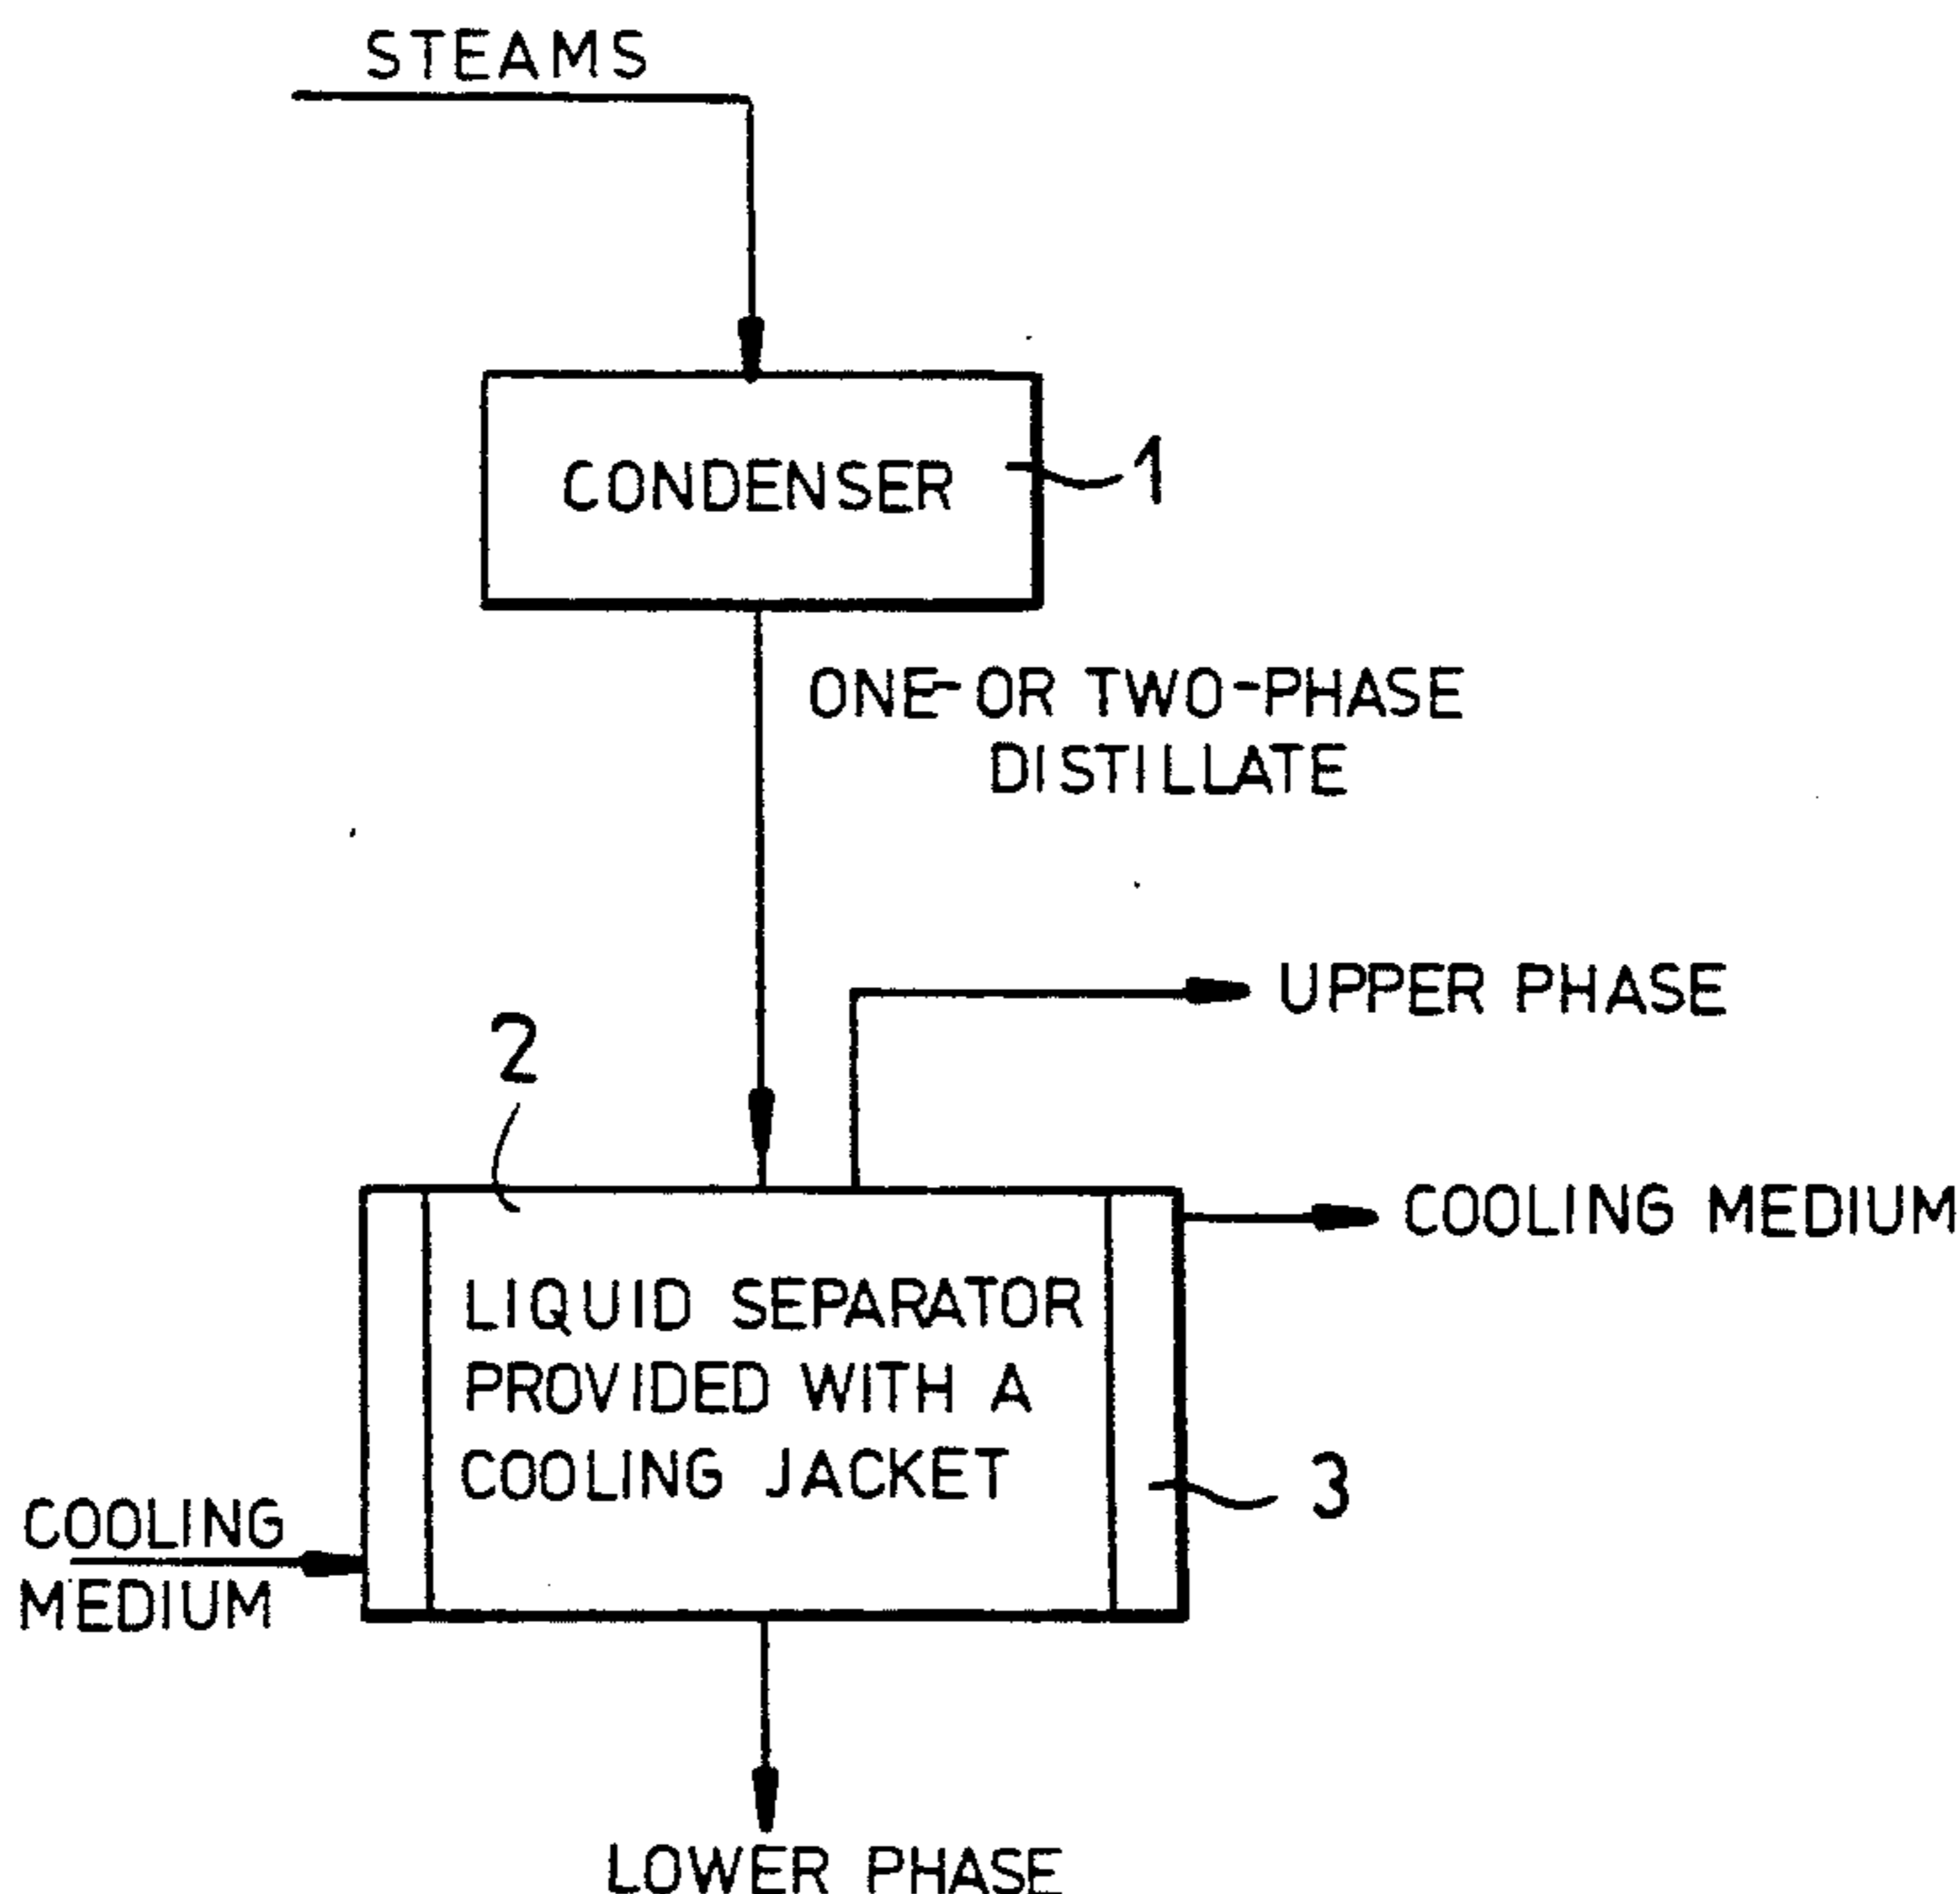 STEAMS
CONDENSER
1
ONE-OR TWO-PHASE
DISTILLATE
UPPER PHASE
2
COOLING MEDIUM
LIQUID SEPARATOR
PROVIDED WITH A
COOLING JACKET
3
COOLING
MEDIUM
LOWER PHASE